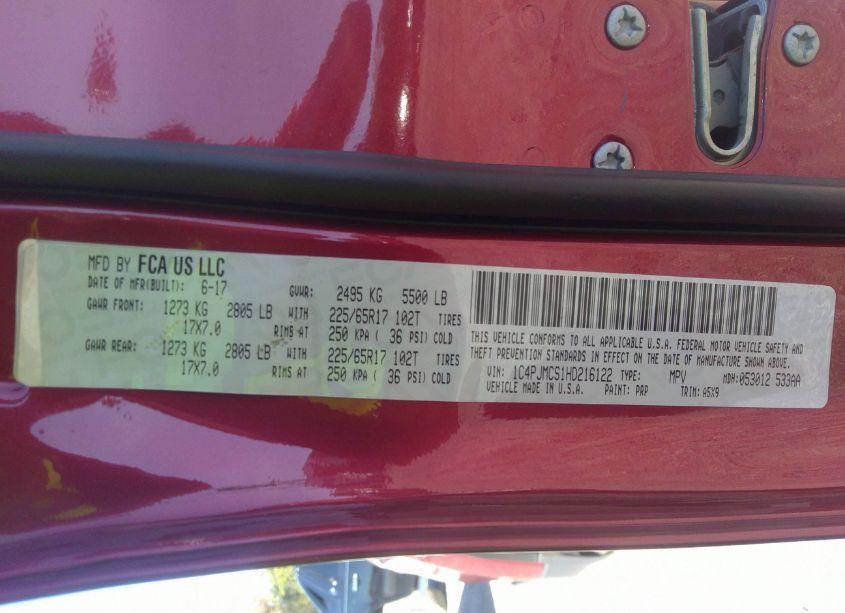 MFD BY FCA US LLC
DATE OF MFR(BUILT): 6-17 GVWR: 2495 KG 5500 LB
GAWR FRONT: 1273 KG 2805 LB WITH 225/65R17 102T TIRES
17X7.0 RIMS AT 250 KPA ( 36 PSI) COLD
GAWR REAR: 1273 KG 2805 LB WITH 225/65R17 102T TIRES
17X7.0 RIMS AT 250 KPA ( 36 PSI) COLD
THIS VEHICLE CONFORMS TO ALL APPLICABLE U.S.A. FEDERAL MOTOR VEHICLE SAFETY AND
THEFT PREVENTION STANDARDS IN EFFECT ON THE DATE OF MANUFACTURE SHOWN ABOVE.
VIN: 1C4PJMCS1HD216122 TYPE: MPV MDH:053012 533AA
VEHICLE MADE IN U.S.A. PAINT: PRP TRIM: A5X9